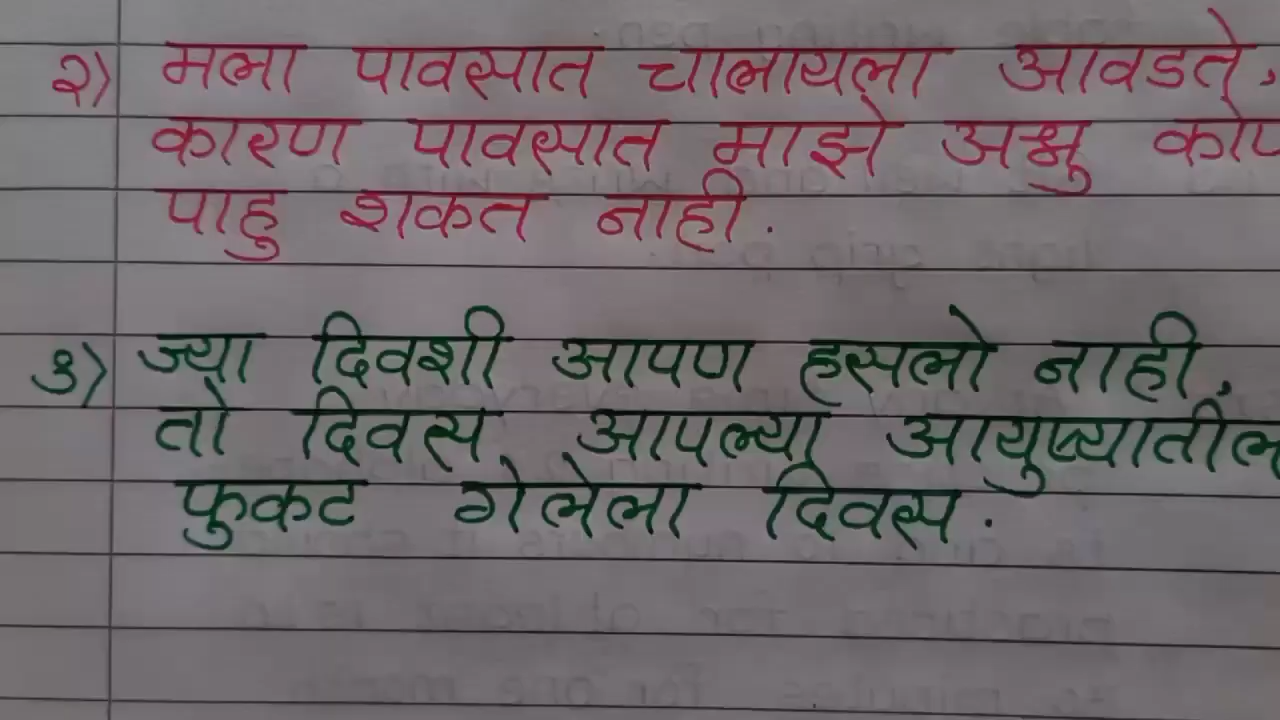 २) मला पावसात चालायला आवडते,
कारण पावसात माझे अश्रु
पाहु शकत नाही.
३) ज्या दिवशी आपण हसलो नाही,
तो दिवस आपल्या आयुष्यातील
फुकट गेलेला दिवस.